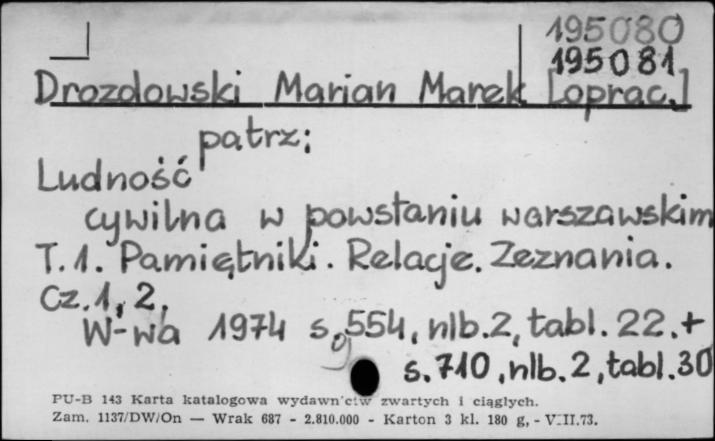 195080
195081
Drozdowski Marian Marek [oprac.]
patrz:
Ludność
cywilna w powstaniu warszawskim
T.1. Pamiętniki. Relacje. Zeznania.
Cz.1, 2.
W-wa 1974 s. 554, nlb.2, tabl. 22.+
s.710, nlb.2, tabl.30
PU-B 143 Karta katalogowa wydawn'ctw zwartych i ciągłych.
Zam. 1137/DW/On — Wrak 687 - 2.810.000 - Karton 3 kl. 180 g, - VIII.73.